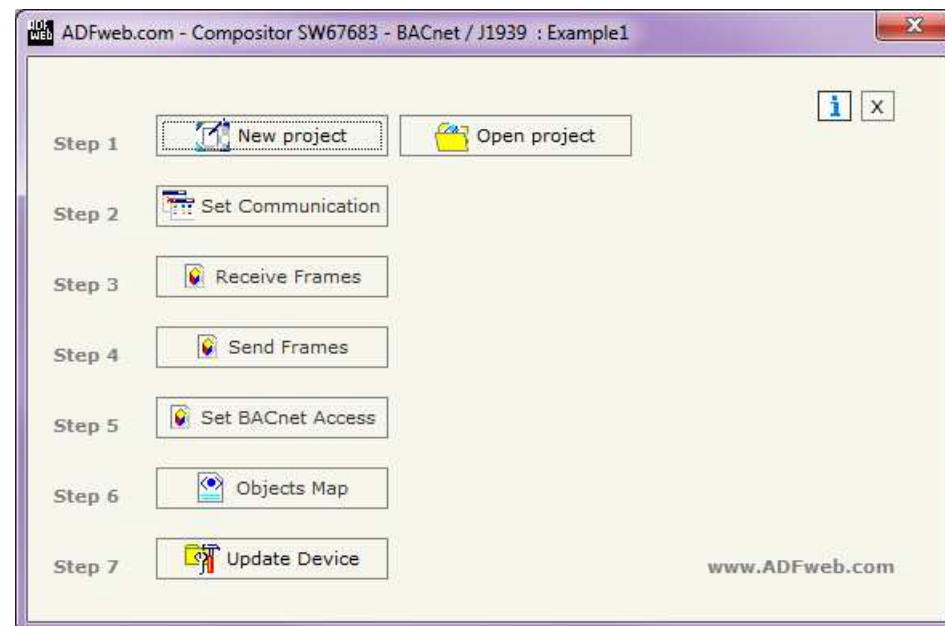 ADFweb.com - Compositor SW67683 - BACnet / J1939 : Example1
Step 1 New project Open project
Step 2 Set Communication
Step 3 Receive Frames
Step 4 Send Frames
Step 5 Set BACnet Access
Step 6 Objects Map
Step 7 Update Device
www.ADFweb.com